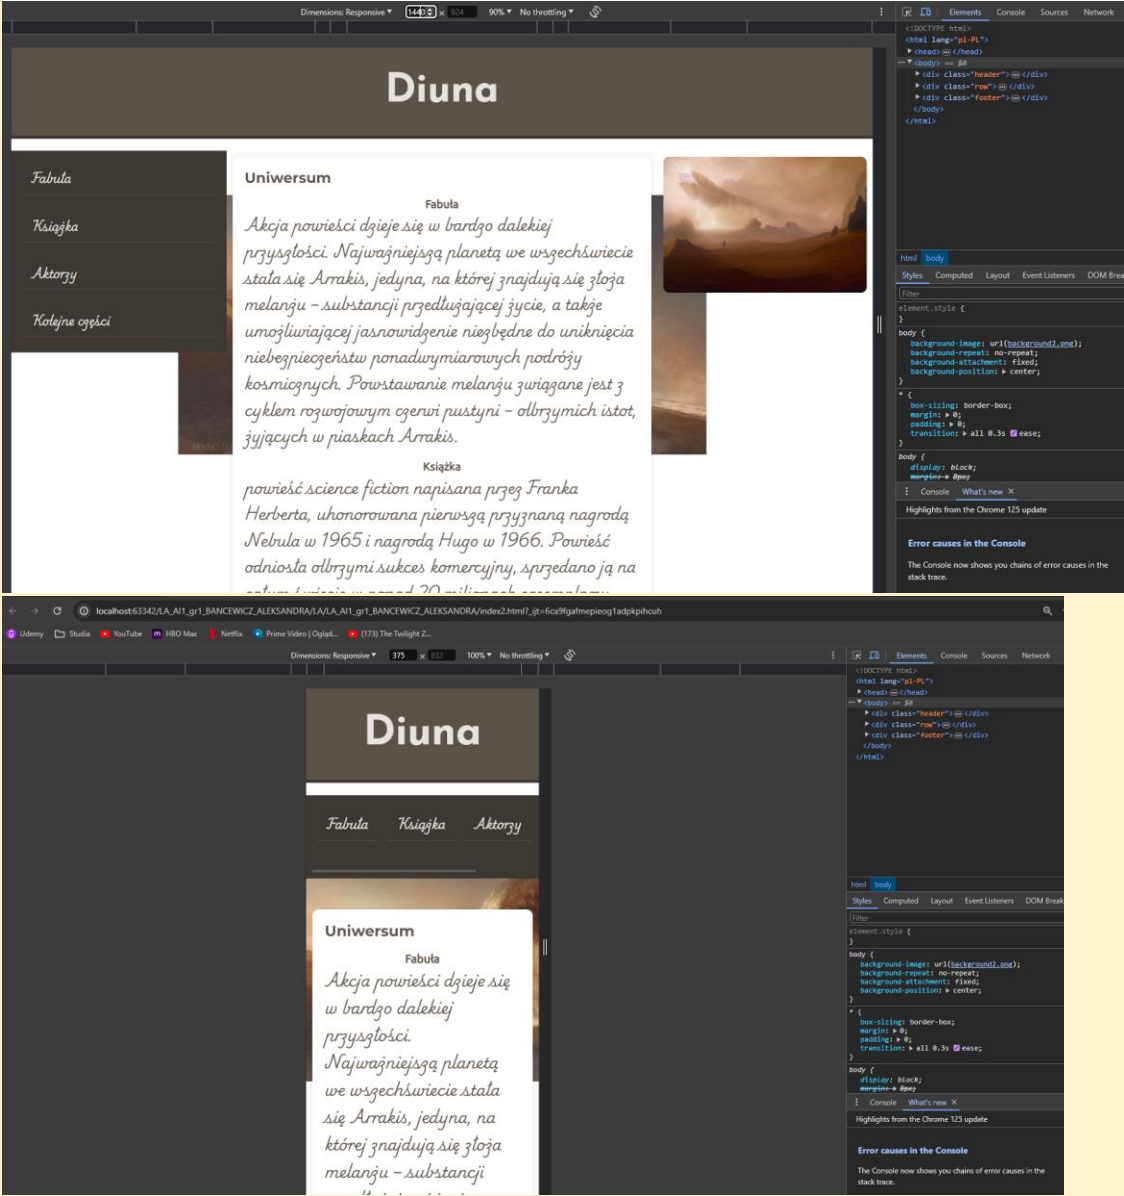 Dimensions: Responsive ▼ 1440 × 924 90% ▼ No throttling ▼
Elements Console Sources Network
<!DOCTYPE html>
<html lang="pl-PL">
<head> </head>
<body> == $0
<div class="header"> </div>
<div class="row"> </div>
<div class="footer"> </div>
</body>
</html>
Diuna
Fabuła
Książka
Aktorzy
Kolejne części
Uniwersum
Fabuła
Akcja powieści dzieje się w bardzo dalekiej
przyszłości. Najważniejszą planetą we wszechświecie
stała się Arrakis, jedyna, na której znajdują się złoża
melanżu – substancji przedłużającej życie, a także
umożliwiającej jasnowidzenie niezbędne do uniknięcia
niebezpieczeństw ponadwymiarowych podróży
kosmicznych. Powstawanie melanżu związane jest z
cyklem rozwojowym czerwi pustyni – olbrzymich istot,
żyjących w piaskach Arrakis.
Książka
powieść science fiction napisana przez Franka
Herberta, uhonorowana pierwszą przyznaną nagrodą
Nebula w 1965 i nagrodą Hugo w 1966. Powieść
odniosła olbrzymi sukces komercyjny, sprzedano ją na
html body
Styles Computed Layout Event Listeners DOM Brea
Filter
element.style {
}
body {
background-image: url(background2.png);
background-repeat: no-repeat;
background-attachment: fixed;
background-position: ▶ center;
}
* {
box-sizing: border-box;
margin: ▶ 0;
padding: ▶ 0;
transition: ▶ all 0.3s ease;
}
body {
display: block;
margin: ▶ 8px;
Console What's new ×
Highlights from the Chrome 125 update
Error causes in the Console
The Console now shows you chains of error causes in the
stack trace.
localhost:63342/LA_AI1_gr1_BANCEWICZ_ALEKSANDRA/LA/LA_AI1_gr1_BANCEWICZ_ALEKSANDRA/index2.html?_ijt=6ca9fgafmepieog1adpkpihcuh
Udemy Studia YouTube HBO Max Netflix Prime Video | Ogląd... (173) The Twilight Z...
Dimensions: Responsive ▼ 375 × 832 100% ▼ No throttling ▼
Elements Console Sources Network
<!DOCTYPE html>
<html lang="pl-PL">
<head> </head>
<body> == $0
<div class="header"> </div>
<div class="row"> </div>
<div class="footer"> </div>
</body>
</html>
Diuna
Fabuła Książka Aktorzy
Uniwersum
Fabuła
Akcja powieści dzieje się
w bardzo dalekiej
przyszłości.
Najważniejszą planetą
we wszechświecie stała
się Arrakis, jedyna, na
której znajdują się złoża
melanżu – substancji
html body
Styles Computed Layout Event Listeners DOM Break
Filter
element.style {
}
body {
background-image: url(background2.png);
background-repeat: no-repeat;
background-attachment: fixed;
background-position: ▶ center;
}
* {
box-sizing: border-box;
margin: ▶ 0;
padding: ▶ 0;
transition: ▶ all 0.3s ease;
}
body {
display: block;
margin: ▶ 8px;
Console What's new ×
Highlights from the Chrome 125 update
Error causes in the Console
The Console now shows you chains of error causes in the
stack trace.